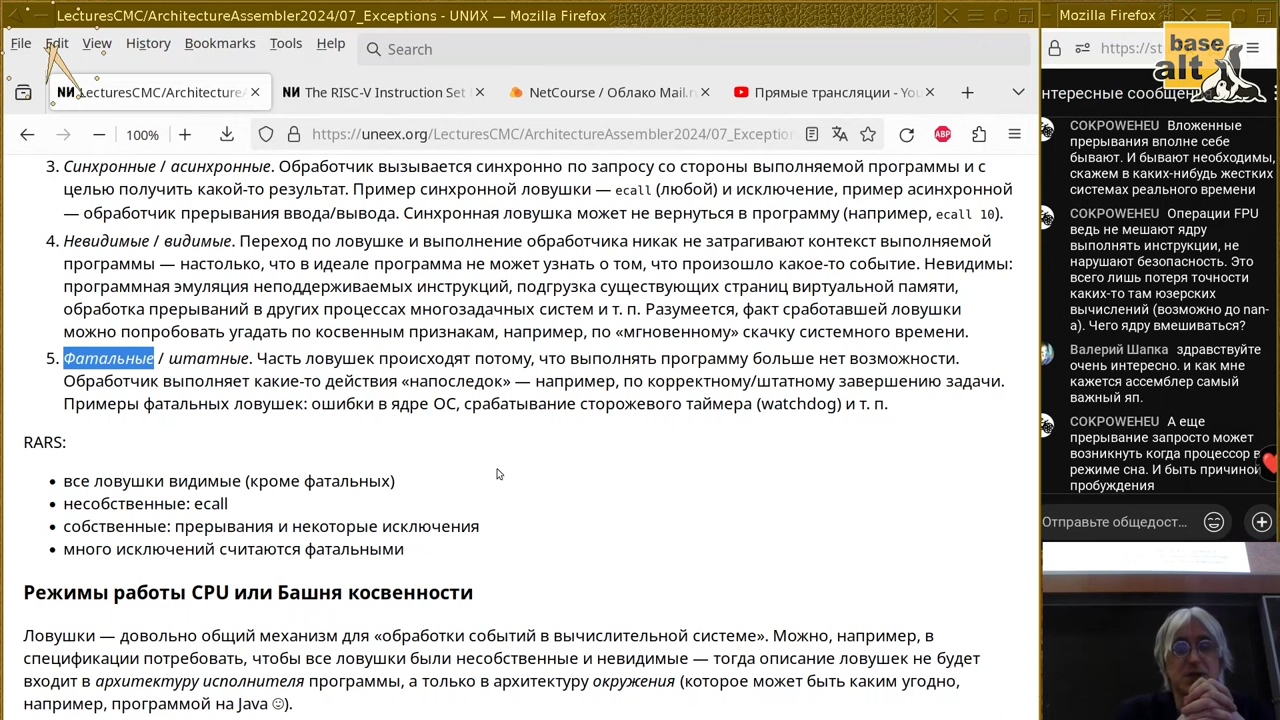 LecturesCMC/ArchitectureAssembler2024/07_Exceptions - UNИX — Mozilla Firefox
Mozilla Firefox
File Edit View History Bookmarks Tools Help
Search
https://st
base
alt
LecturesCMC/ArchitectureA
The RISC-V Instruction Set
NetCourse / Облако Mail.r
Прямые трансляции - You
100%
https://uneex.org/LecturesCMC/ArchitectureAssembler2024/07_Exception
ABP
3. Синхронные / асинхронные. Обработчик вызывается синхронно по запросу со стороны выполняемой программы и с
целью получить какой-то результат. Пример синхронной ловушки — ecall (любой) и исключение, пример асинхронной
— обработчик прерывания ввода/вывода. Синхронная ловушка может не вернуться в программу (например, ecall 10).
4. Невидимые / видимые. Переход по ловушке и выполнение обработчика никак не затрагивают контекст выполняемой
программы — настолько, что в идеале программа не может узнать о том, что произошло какое-то событие. Невидимы:
программная эмуляция неподдерживаемых инструкций, подгрузка существующих страниц виртуальной памяти,
обработка прерываний в других процессах многозадачных систем и т. п. Разумеется, факт сработавшей ловушки
можно попробовать угадать по косвенным признакам, например, по «мгновенному» скачку системного времени.
5. Фатальные / штатные. Часть ловушек происходят потому, что выполнять программу больше нет возможности.
Обработчик выполняет какие-то действия «напоследок» — например, по корректному/штатному завершению задачи.
Примеры фатальных ловушек: ошибки в ядре ОС, срабатывание сторожевого таймера (watchdog) и т. п.
RARS:
• все ловушки видимые (кроме фатальных)
• несобственные: ecall
• собственные: прерывания и некоторые исключения
• много исключений считаются фатальными
Режимы работы CPU или Башня косвенности
Ловушки — довольно общий механизм для «обработки событий в вычислительной системе». Можно, например, в
спецификации потребовать, чтобы все ловушки были несобственные и невидимые — тогда описание ловушек не будет
входит в архитектуру исполнителя программы, а только в архитектуру окружения (которое может быть каким угодно,
например, программой на Java ☺).
нтересные сообщени
COKPOWEHEU Вложенные
прерывания вполне себе
бывают. И бывают необходимы,
скажем в каких-нибудь жестких
системах реального времени
COKPOWEHEU Операции FPU
ведь не мешают ядру
выполнять инструкции, не
нарушают безопасность. Это
всего лишь потеря точности
каких-то там юзерских
вычислений (возможно до nan-
а). Чего ядру вмешиваться?
Валерий Шапка здравствуйте
очень интересно. и как мне
кажется ассемблер самый
важный яп.
COKPOWEHEU А еще
прерывание запросто может
возникнуть когда процессор в
режиме сна. И быть причиной
пробуждения
Отправьте общедост...